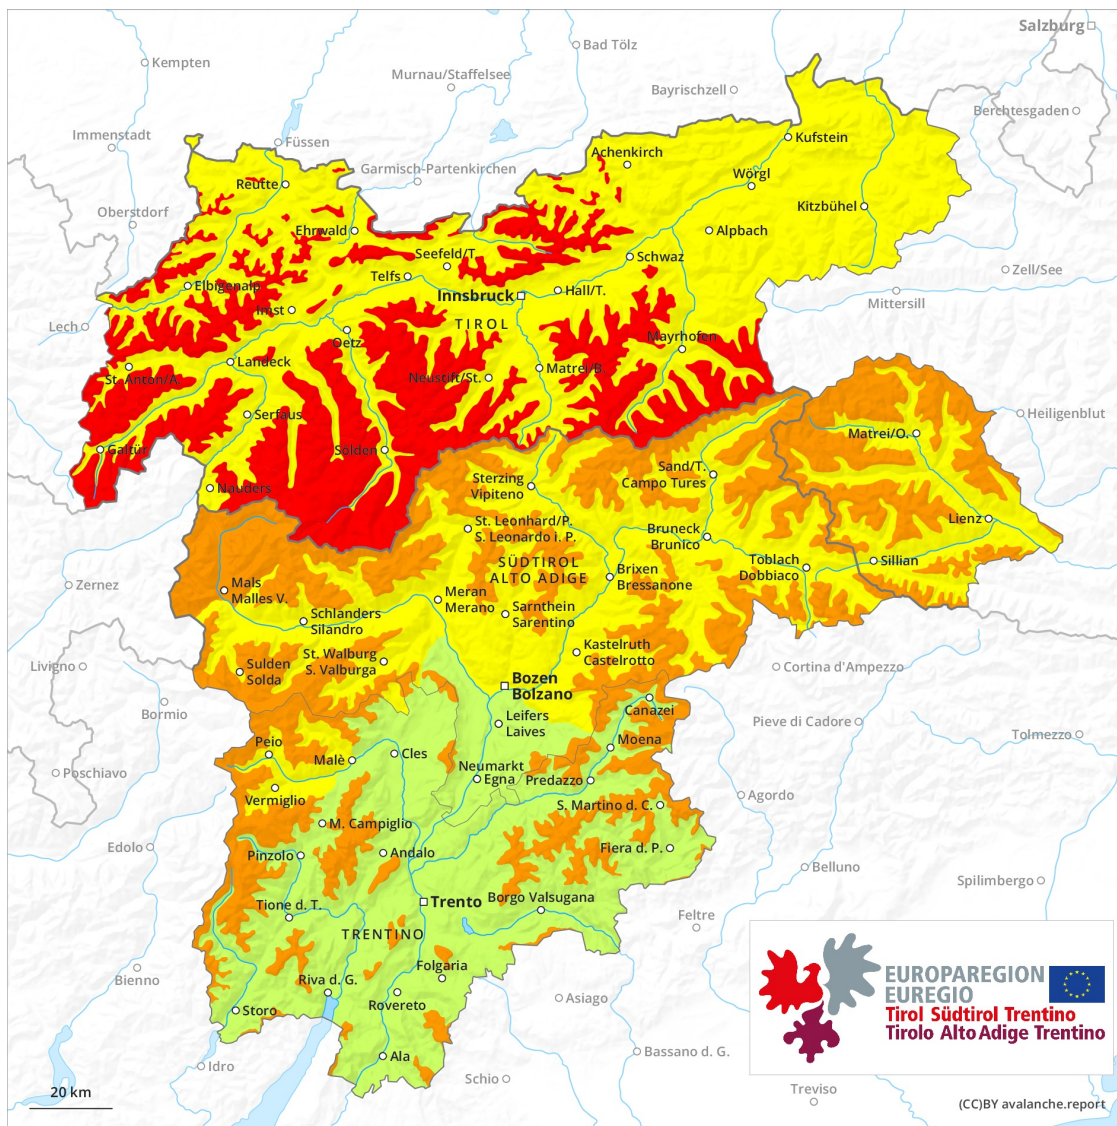 Salzburg
Bad Tölz
Kempten
Murnau/Staffelsee
Bayrischzell
Berchtesgaden
Immenstadt
Füssen
Kufstein
Achenkirch
Garmisch-Partenkirchen
Wörgl
Reutte
Oberstdorf
Kitzbühel
Ehrwald
Alpbach
Seefeld/T.
Schwaz
Zell/See
Telfs
Elbigenalp
Innsbruck
Hall/T.
Mittersill
Imst
TIROL
Lech
Oetz
Mayrhofen
Landeck
Matrei/B.
St. Anton/A.
Neustift/St.
Serfaus
Heiligenblut
Matrei/O.
Galtür
Sölden
Sand/T.
Campo Tures
Sterzing
Vipiteno
Nauders
Lienz
St. Leonhard/P.
S. Leonardo i. P.
Bruneck
Brunico
SÜDTIROL
ALTO ADIGE
Toblach
Dobbiaco
Sillian
Brixen
Bressanone
Zernez
Mals
Malles V.
Meran
Merano
Schlanders
Silandro
Sarnthein
Sarentino
Kastelruth
Castelrotto
St. Walburg
S. Valburga
Livigno
Sulden
Solda
Cortina d'Ampezzo
Bozen
Bolzano
Bormio
Canazei
Leifers
Laives
Pieve di Cadore
Tolmezzo
Peio
Moena
Cles
Malè
Poschiavo
Neumarkt
Egna
Predazzo
Vermiglio
Agordo
S. Martino d. C.
M. Campiglio
Edolo
Pinzolo
Andalo
Fiera d. P.
Belluno
Spilimbergo
Borgo Valsugana
Trento
Tione d. T.
Feltre
TRENTINO
Folgaria
Bienno
Riva d. G.
Asiago
Rovereto
Storo
EUROPAREGION
EUREGIO
Tirol Südtirol Trentino
Tirolo Alto Adige Trentino
Ala
Bassano d. G.
Idro
Schio
Treviso
20 km
(CC)BY avalanche.report